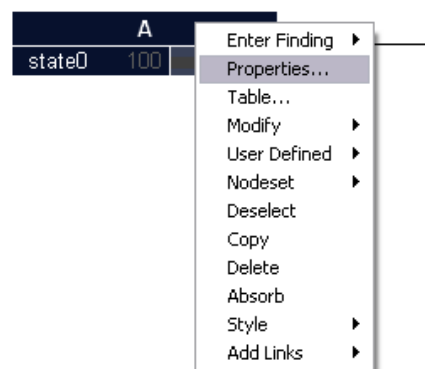 A
state0 100
Enter Finding
Properties...
Table...
Modify
User Defined
Nodeset
Deselect
Copy
Delete
Absorb
Style
Add Links